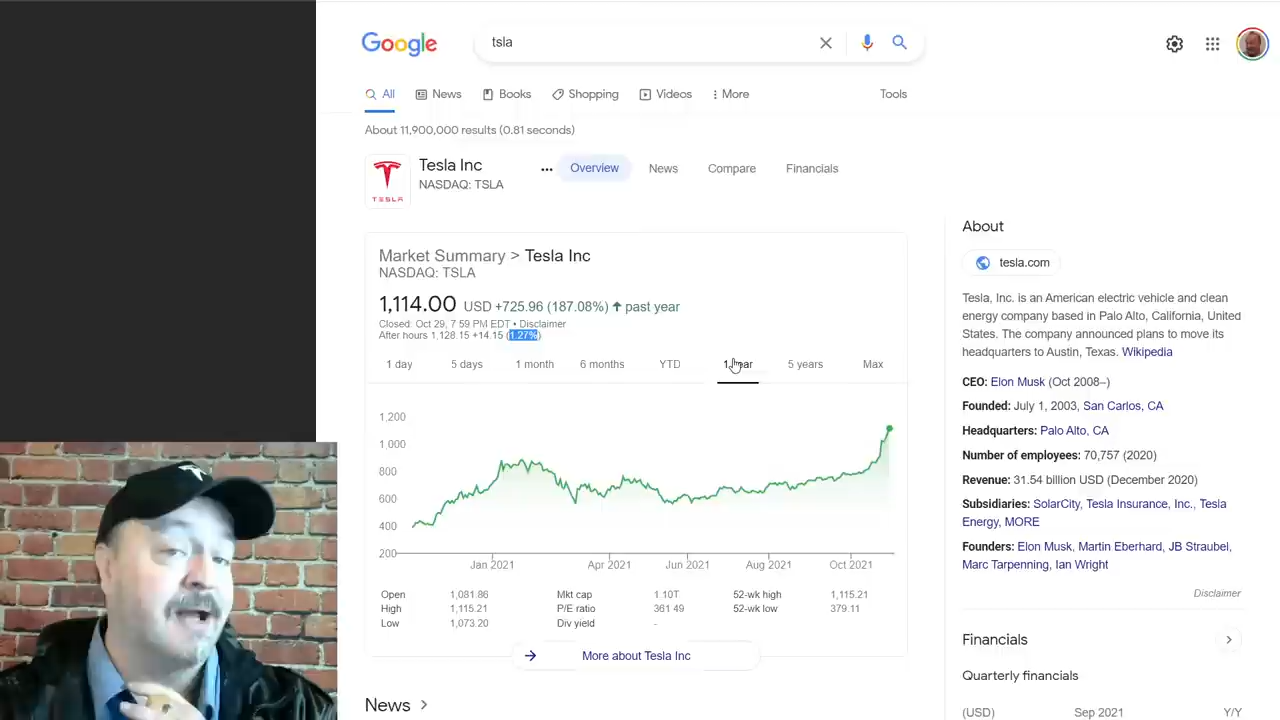 Google
tsla
All
News
Books
Shopping
Videos
More
Tools
About 11,900,000 results (0.81 seconds)
TESLA
Tesla Inc
NASDAQ: TSLA
Overview
News
Compare
Financials
Market Summary > Tesla Inc
NASDAQ: TSLA
1,114.00 USD +725.96 (187.08%) past year
Closed: Oct 29, 7:59 PM EDT • Disclaimer
After hours 1,128.15 +14.15 (1.27%)
1 day
5 days
1 month
6 months
YTD
5 years
Max
1,200
1,000
800
600
400
200
Jan 2021
Apr 2021
Jun 2021
Aug 2021
Oct 2021
Open 1,081.86
High 1,115.21
Low 1,073.20
Mkt cap 1.10T
P/E ratio 361.49
Div yield -
52-wk high 1,115.21
52-wk low 379.11
More about Tesla Inc
News
About
tesla.com
Tesla, Inc. is an American electric vehicle and clean
energy company based in Palo Alto, California, United
States. The company announced plans to move its
headquarters to Austin, Texas. Wikipedia
CEO: Elon Musk (Oct 2008–)
Founded: July 1, 2003, San Carlos, CA
Headquarters: Palo Alto, CA
Number of employees: 70,757 (2020)
Revenue: 31.54 billion USD (December 2020)
Subsidiaries: SolarCity, Tesla Insurance, Inc., Tesla
Energy, MORE
Founders: Elon Musk, Martin Eberhard, JB Straubel,
Marc Tarpenning, Ian Wright
Disclaimer
Financials
Quarterly financials
(USD)
Sep 2021
Y/Y